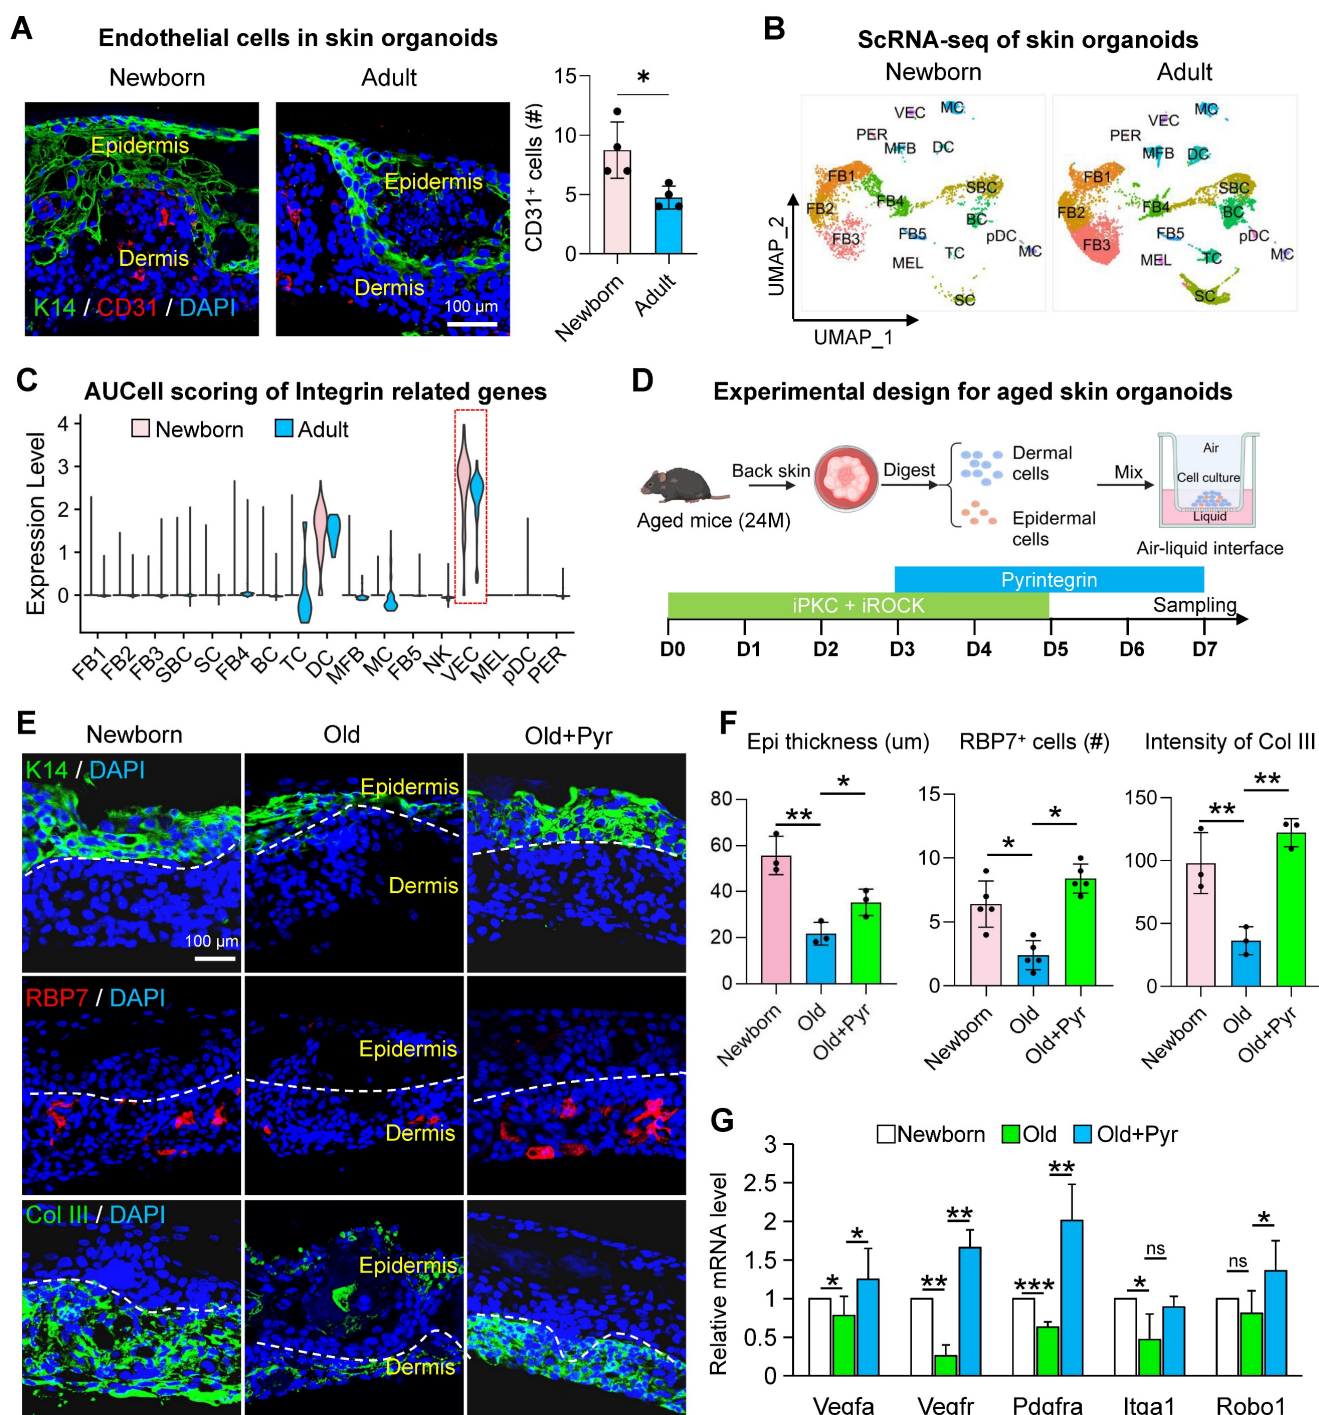 A
Endothelial cells in skin organoids
Newborn
Adult
Epidermis
Dermis
K14 / CD31 / DAPI
Epidermis
Dermis
100 µm
CD31+ cells (#)
15
10
5
0
*
Newborn
Adult
B
ScRNA-seq of skin organoids
Newborn
Adult
VEC
MC
PER
MFB
DC
FB1
FB4
SBC
FB2
BC
FB3
FB5
pDC
TC
MC
MEL
SC
VEC
MC
PER
MFB
DC
FB1
SBC
FB2
FB4
BC
FB3
FB5
pDC
MEL
TC
MC
SC
UMAP_2
UMAP_1
C
AUCell scoring of Integrin related genes
Newborn
Adult
Expression Level
4
3
2
1
0
FB1
FB2
FB3
SBC
SC
FB4
BC
TC
DC
MFB
MC
FB5
NK
VEC
MEL
pDC
PER
D
Experimental design for aged skin organoids
Aged mice (24M)
Back skin
Digest
Dermal
cells
Epidermal
cells
Mix
Air
Cell culture
Liquid
Air-liquid interface
Pyrintegrin
iPKC + iROCK
Sampling
D0
D1
D2
D3
D4
D5
D6
D7
E
Newborn
Old
Old+Pyr
K14 / DAPI
100 µm
Epidermis
Dermis
RBP7 / DAPI
Epidermis
Dermis
Col III / DAPI
Epidermis
Dermis
F
Epi thickness (um)
80
60
40
20
0
**
*
Newborn
Old
Old+Pyr
RBP7+ cells (#)
15
10
5
0
*
*
Newborn
Old
Old+Pyr
Intensity of Col III
150
100
50
0
**
**
Newborn
Old
Old+Pyr
G
Newborn
Old
Old+Pyr
Relative mRNA level
3
2.5
2
1.5
1
0.5
0
*
*
**
**
***
**
*
ns
ns
*
Vegfa
Vegfr
Pdgfra
Itga1
Robo1